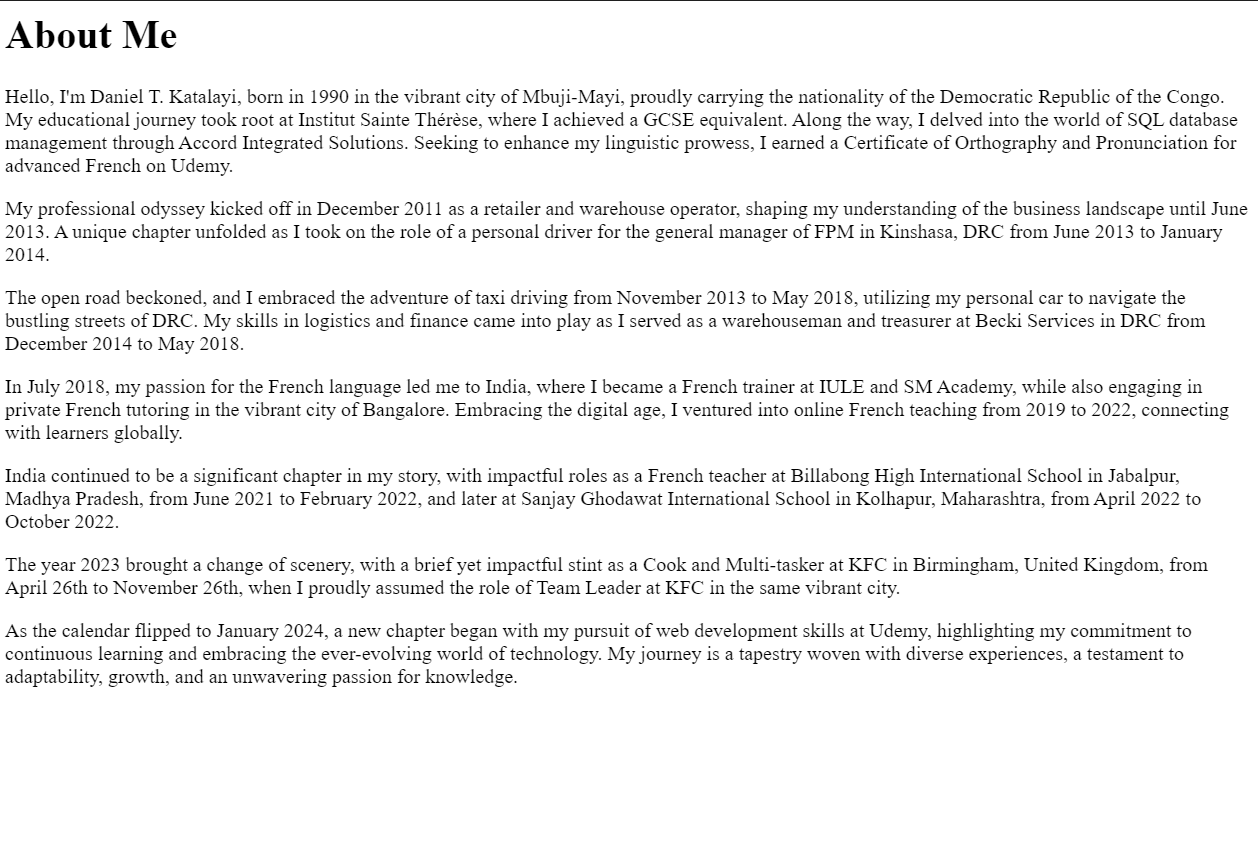 About Me
Hello, I'm Daniel T. Katalayi, born in 1990 in the vibrant city of Mbuji-Mayi, proudly carrying the nationality of the Democratic Republic of the Congo.
My educational journey took root at Institut Sainte Thérèse, where I achieved a GCSE equivalent. Along the way, I delved into the world of SQL database
management through Accord Integrated Solutions. Seeking to enhance my linguistic prowess, I earned a Certificate of Orthography and Pronunciation for
advanced French on Udemy.
My professional odyssey kicked off in December 2011 as a retailer and warehouse operator, shaping my understanding of the business landscape until June
2013. A unique chapter unfolded as I took on the role of a personal driver for the general manager of FPM in Kinshasa, DRC from June 2013 to January
2014.
The open road beckoned, and I embraced the adventure of taxi driving from November 2013 to May 2018, utilizing my personal car to navigate the
bustling streets of DRC. My skills in logistics and finance came into play as I served as a warehouseman and treasurer at Becki Services in DRC from
December 2014 to May 2018.
In July 2018, my passion for the French language led me to India, where I became a French trainer at IULE and SM Academy, while also engaging in
private French tutoring in the vibrant city of Bangalore. Embracing the digital age, I ventured into online French teaching from 2019 to 2022, connecting
with learners globally.
India continued to be a significant chapter in my story, with impactful roles as a French teacher at Billabong High International School in Jabalpur,
Madhya Pradesh, from June 2021 to February 2022, and later at Sanjay Ghodawat International School in Kolhapur, Maharashtra, from April 2022 to
October 2022.
The year 2023 brought a change of scenery, with a brief yet impactful stint as a Cook and Multi-tasker at KFC in Birmingham, United Kingdom, from
April 26th to November 26th, when I proudly assumed the role of Team Leader at KFC in the same vibrant city.
As the calendar flipped to January 2024, a new chapter began with my pursuit of web development skills at Udemy, highlighting my commitment to
continuous learning and embracing the ever-evolving world of technology. My journey is a tapestry woven with diverse experiences, a testament to
adaptability, growth, and an unwavering passion for knowledge.